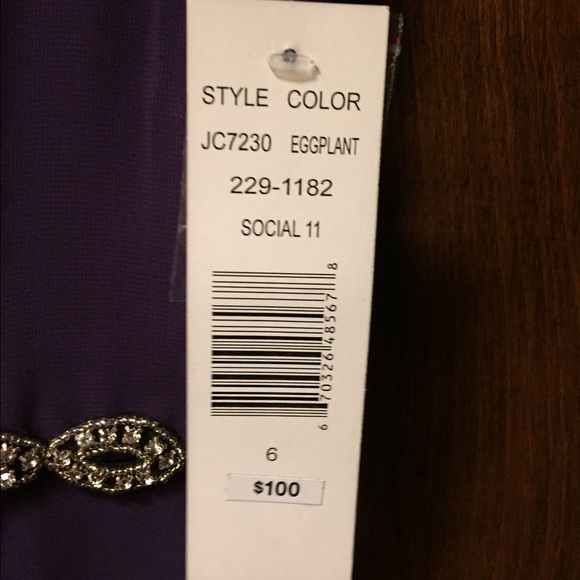 STYLE COLOR
JC7230 EGGPLANT
229-1182
SOCIAL 11
6 70326 48567 8
6
$100